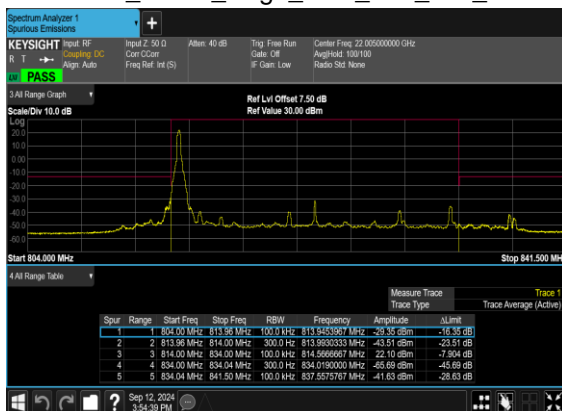 Spectrum Analyzer 1
Spurious Emissions
+
KEYSIGHT Input: RF Input Z: 50 Ω Atten: 40 dB Trig: Free Run Center Freq: 22.005000000 GHz
R T Coupling: DC Corr CCorr Gate: Off Avg|Hold: 100/100
Align: Auto Freq Ref: Int (S) IF Gain: Low Radio Std: None
PASS
3 All Range Graph
Ref Lvl Offset 7.50 dB
Scale/Div 10.0 dB Ref Value 30.00 dBm
Log
20.0
10.0
0.00
-10.0
-20.0
-30.0
-40.0
-50.0
-60.0
Start 804.000 MHz Stop 841.500 MH
4 All Range Table
Measure Trace Trace 1
Trace Type Trace Average (Active)
Spur Range Start Freq Stop Freq RBW Frequency Amplitude ΔLimit
1 1 804.00 MHz 813.96 MHz 100.0 kHz 813.9453967 MHz -29.35 dBm -16.35 dB
2 2 813.96 MHz 814.00 MHz 300.0 Hz 813.9930333 MHz -43.51 dBm -23.51 dB
3 3 814.00 MHz 834.00 MHz 100.0 kHz 814.5666667 MHz 22.10 dBm -7.904 dB
4 4 834.00 MHz 834.04 MHz 300.0 Hz 834.0190000 MHz -65.69 dBm -45.69 dB
5 5 834.04 MHz 841.50 MHz 100.0 kHz 837.5575767 MHz -41.63 dBm -28.63 dB
? Sep 12, 2024
3:54:39 PM